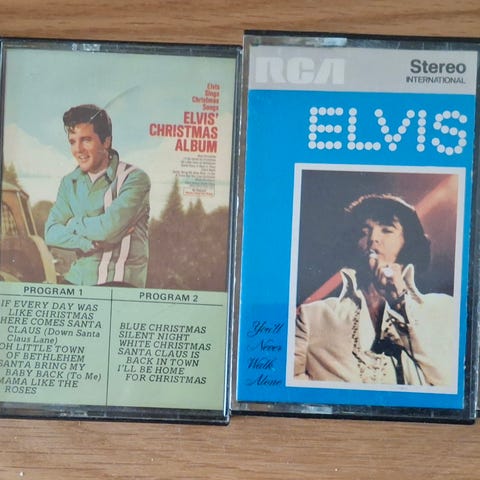 Elvis
Sings
Christmas
Songs
ELVIS'
CHRISTMAS
ALBUM
PROGRAM 1
IF EVERY DAY WAS
LIKE CHRISTMAS
HERE COMES SANTA
CLAUS (Down Santa
Claus Lane)
OH LITTLE TOWN
OF BETHLEHEM
SANTA BRING MY
BABY BACK (To Me)
MAMA LIKE THE
ROSES
PROGRAM 2
BLUE CHRISTMAS
SILENT NIGHT
WHITE CHRISTMAS
SANTA CLAUS IS
BACK IN TOWN
I'LL BE HOME
FOR CHRISTMAS
RCA
Stereo
INTERNATIONAL
ELVIS
You'll
Never
Walk
Alone